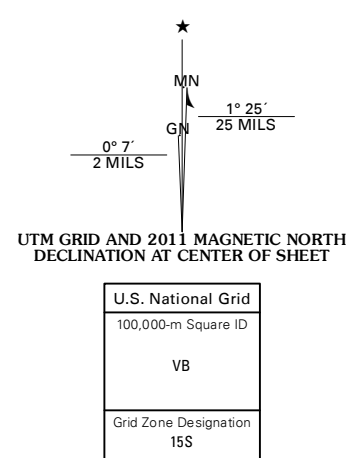 ★
MN
1° 25´
25 MILS
GN
0° 7´
2 MILS
UTM GRID AND 2011 MAGNETIC NORTH
DECLINATION AT CENTER OF SHEET
U.S. National Grid
100,000-m Square ID
VB
Grid Zone Designation
15S